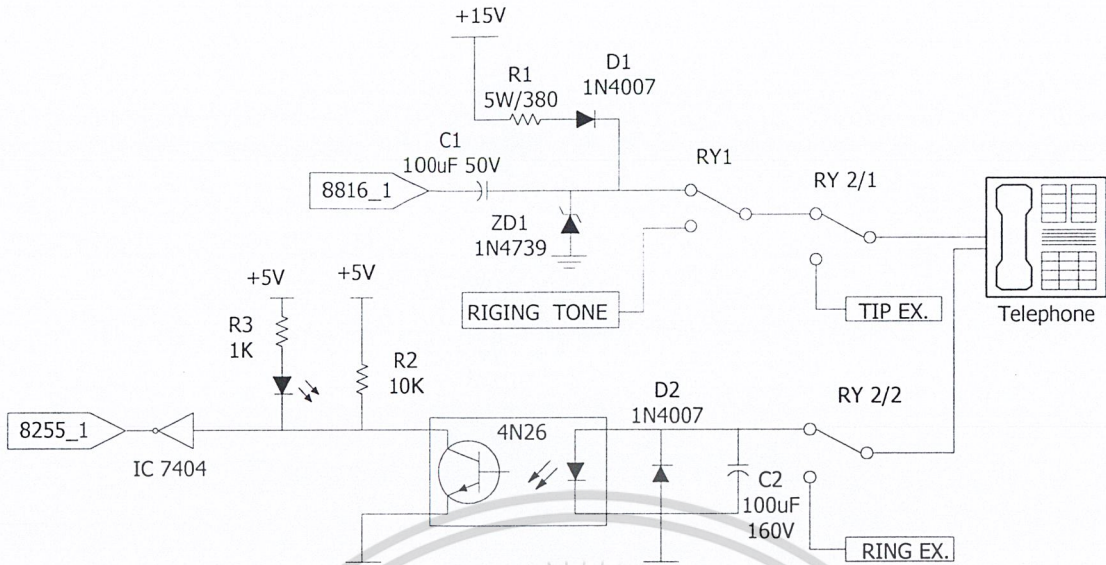 +15V
R1
5W/380
D1
1N4007
C1
100uF 50V
8816_1
ZD1
1N4739
RY1
RY 2/1
RIGING TONE
TIP EX.
Telephone
+5V
+5V
R3
1K
R2
10K
8255_1
IC 7404
4N26
D2
1N4007
C2
100uF
160V
RY 2/2
RING EX.